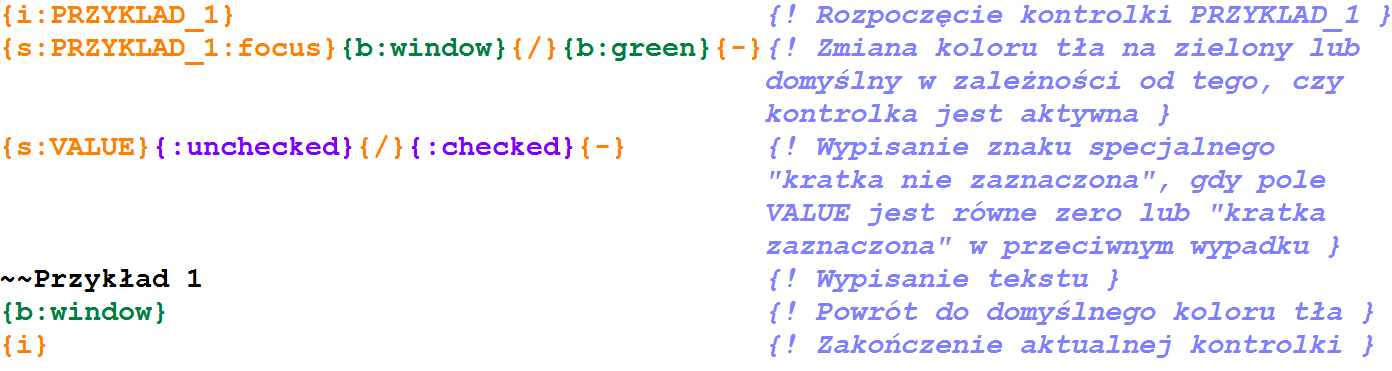 {i:PRZYKLAD_1} {! Rozpoczęcie kontrolki PRZYKLAD_1 }
{s:PRZYKLAD_1:focus}{b:window}{/}{b:green}{-}{! Zmiana koloru tła na zielony lub
domyślny w zależności od tego, czy
kontrolka jest aktywna }
{s:VALUE}{:unchecked}{/}{:checked}{-} {! Wypisanie znaku specjalnego
"kratka nie zaznaczona", gdy pole
VALUE jest równe zero lub "kratka
zaznaczona" w przeciwnym wypadku }
~~Przykład 1 {! Wypisanie tekstu }
{b:window} {! Powrót do domyślnego koloru tła }
{i} {! Zakończenie aktualnej kontrolki }